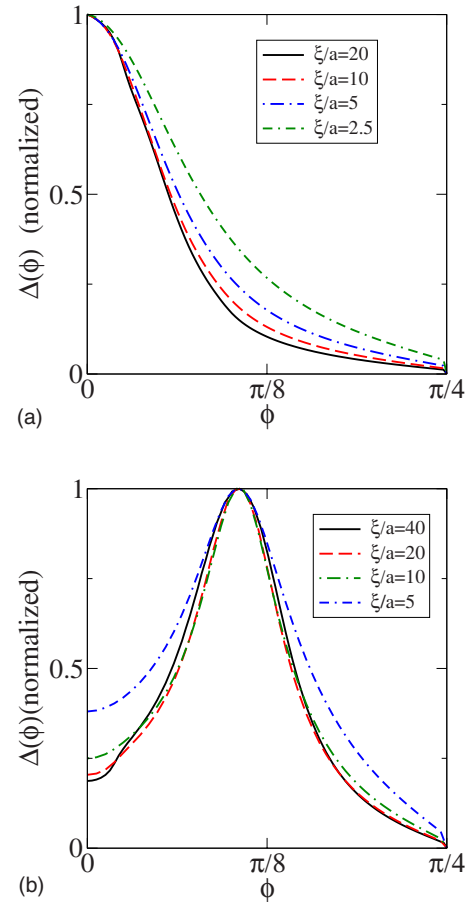 1
ξ/a=20
ξ/a=10
ξ/a=5
ξ/a=2.5
Δ(ϕ) (normalized)
0.5
0
0
π/8
π/4
ϕ
(a)
1
ξ/a=40
ξ/a=20
ξ/a=10
ξ/a=5
Δ(ϕ)(normalized)
0.5
0
0
π/8
π/4
ϕ
(b)